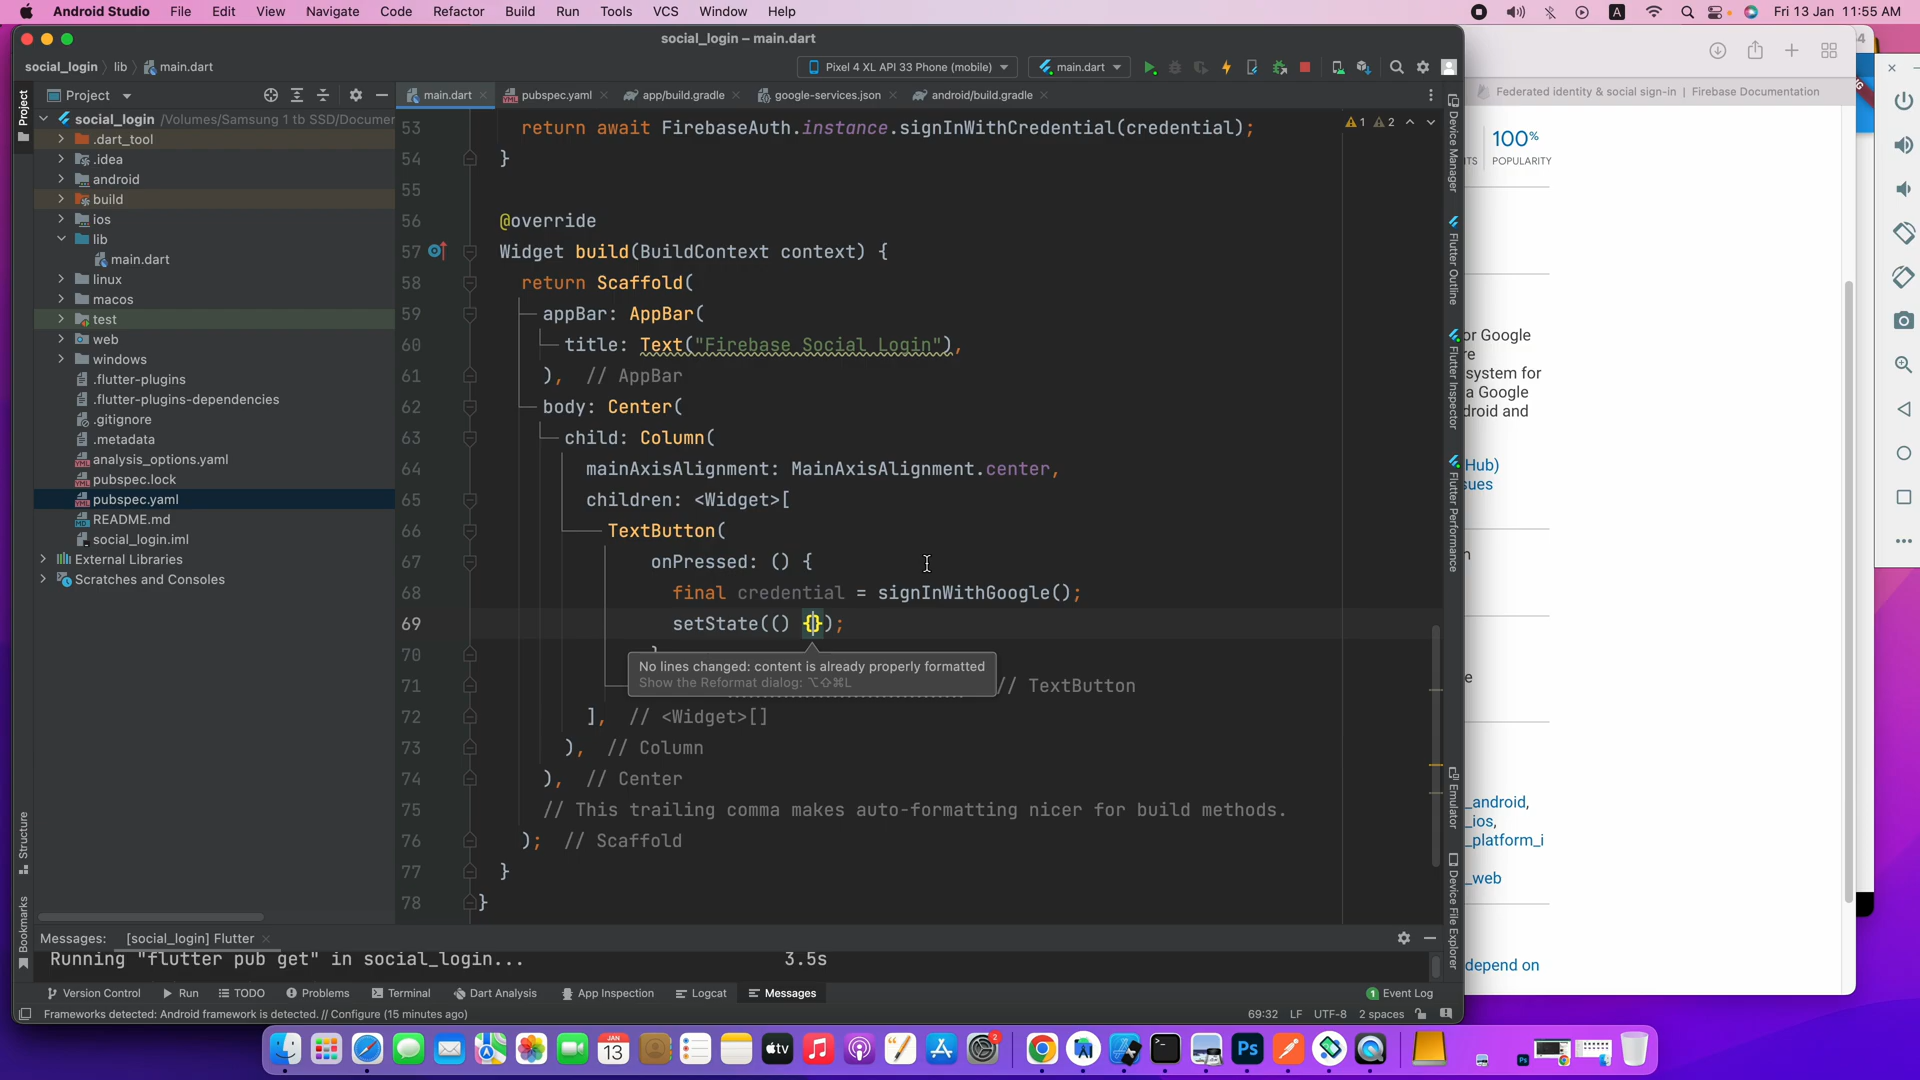 Android Studio File Edit View Navigate Code Refactor Build Run Tools VCS Window Help
A Fri 13 Jan 11:55 AM
social_login – main.dart
social_login lib main.dart
Pixel 4 XL API 33 Phone (mobile) main.dart
Project
main.dart pubspec.yaml app/build.gradle google-services.json android/build.gradle
social_login /Volumes/Samsung 1 tb SSD/Documer
.dart_tool
.idea
android
build
ios
lib
main.dart
linux
macos
test
web
windows
.flutter-plugins
.flutter-plugins-dependencies
.gitignore
.metadata
analysis_options.yaml
pubspec.lock
pubspec.yaml
README.md
social_login.iml
External Libraries
Scratches and Consoles
Project
Structure
Bookmarks
1 2
53 return await FirebaseAuth.instance.signInWithCredential(credential);
54 }
55
56 @override
57 Widget build(BuildContext context) {
58 return Scaffold(
59 appBar: AppBar(
60 title: Text("Firebase Social Login"),
61 ), // AppBar
62 body: Center(
63 child: Column(
64 mainAxisAlignment: MainAxisAlignment.center,
65 children: <Widget>[
66 TextButton(
67 onPressed: () {
68 final credential = signInWithGoogle();
69 setState(() {});
70
No lines changed: content is already properly formatted
Show the Reformat dialog: ⌥⇧⌘L
71 // TextButton
72 ], // <Widget>[]
73 ), // Column
74 ), // Center
75 // This trailing comma makes auto-formatting nicer for build methods.
76 ); // Scaffold
77 }
78 }
Device Manager
Flutter Outline
Flutter Inspector
Flutter Performance
Emulator
Device File Explorer
Messages: [social_login] Flutter
Running "flutter pub get" in social_login... 3.5s
Version Control Run TODO Problems Terminal Dart Analysis App Inspection Logcat Messages
1 Event Log
Frameworks detected: Android framework is detected. // Configure (15 minutes ago)
69:32 LF UTF-8 2 spaces
Federated identity & social sign-in | Firebase Documentation
100%
TS POPULARITY
or Google
re
system for
a Google
droid and
Hub)
sues
n
e
_android,
_ios,
_platform_i
_web
depend on
JAN
13
tv
2
Ps